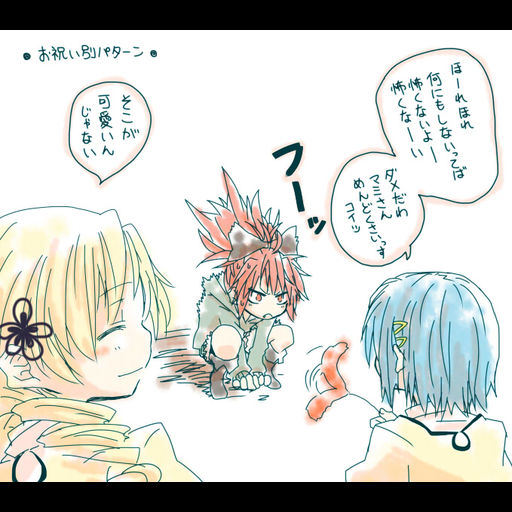 お祝い別パターン
ほーれほれ
何にもしないってば
怖くないよー
怖くなーい
ダメだわ
マミさん
めんどくさいっす
コイツ
フーッ
そこが
可愛いん
じゃない